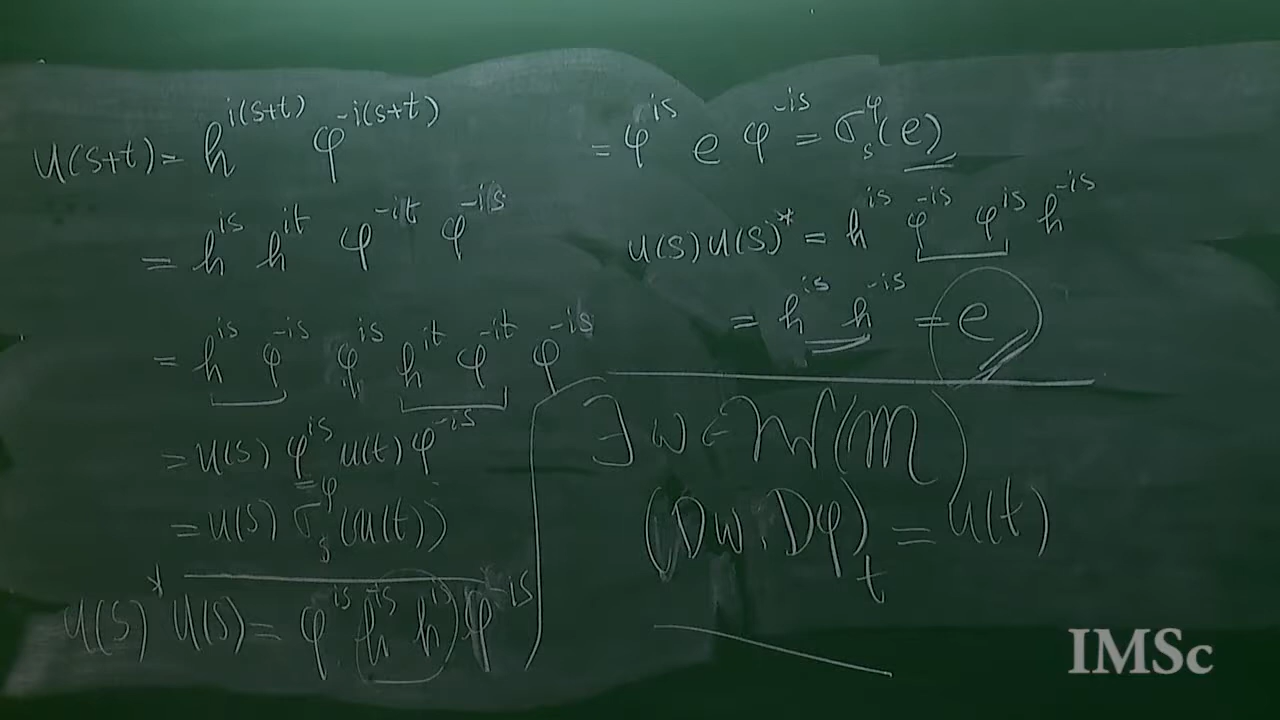 u(s+t) = h^{i(s+t)} φ^{-i(s+t)}
= h^{is} h^{it} φ^{-it} φ^{-is}
= h^{is} φ^{-is} φ^{is} h^{it} φ^{-it} φ^{-is}
= u(s) φ^{is} u(t) φ^{-is}
= u(s) σ_s^φ(u(t))
u(s)^* u(s) = φ^{is} (h^{-is} h^{is}) φ^{-is}
= φ^{is} e φ^{-is} = σ_s^φ(e)
u(s) u(s)^* = h^{is} φ^{-is} φ^{is} h^{-is}
= h^{is} h^{-is} = e
∃ w ∈ W(M)
(Dw : Dφ)_t = u(t)
IMSc